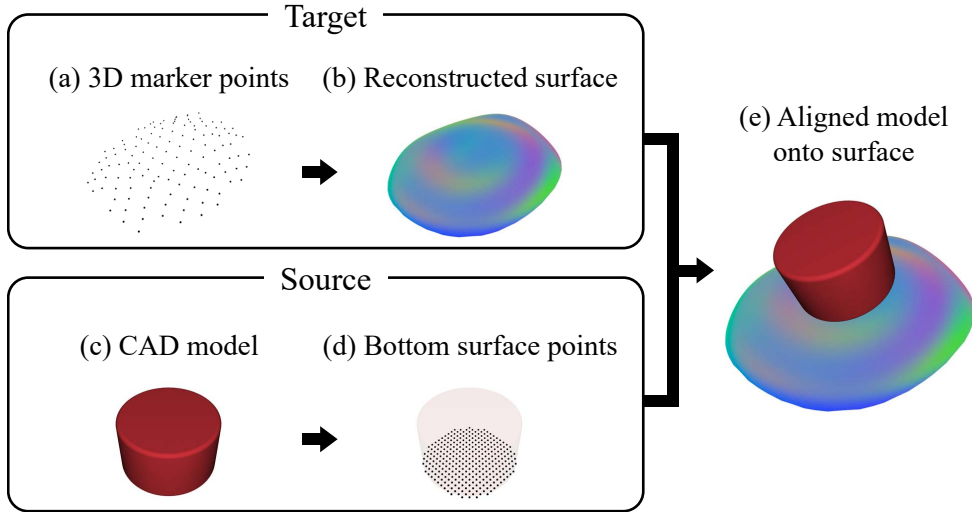 Target
(a) 3D marker points
(b) Reconstructed surface
Source
(c) CAD model
(d) Bottom surface points
(e) Aligned model
onto surface